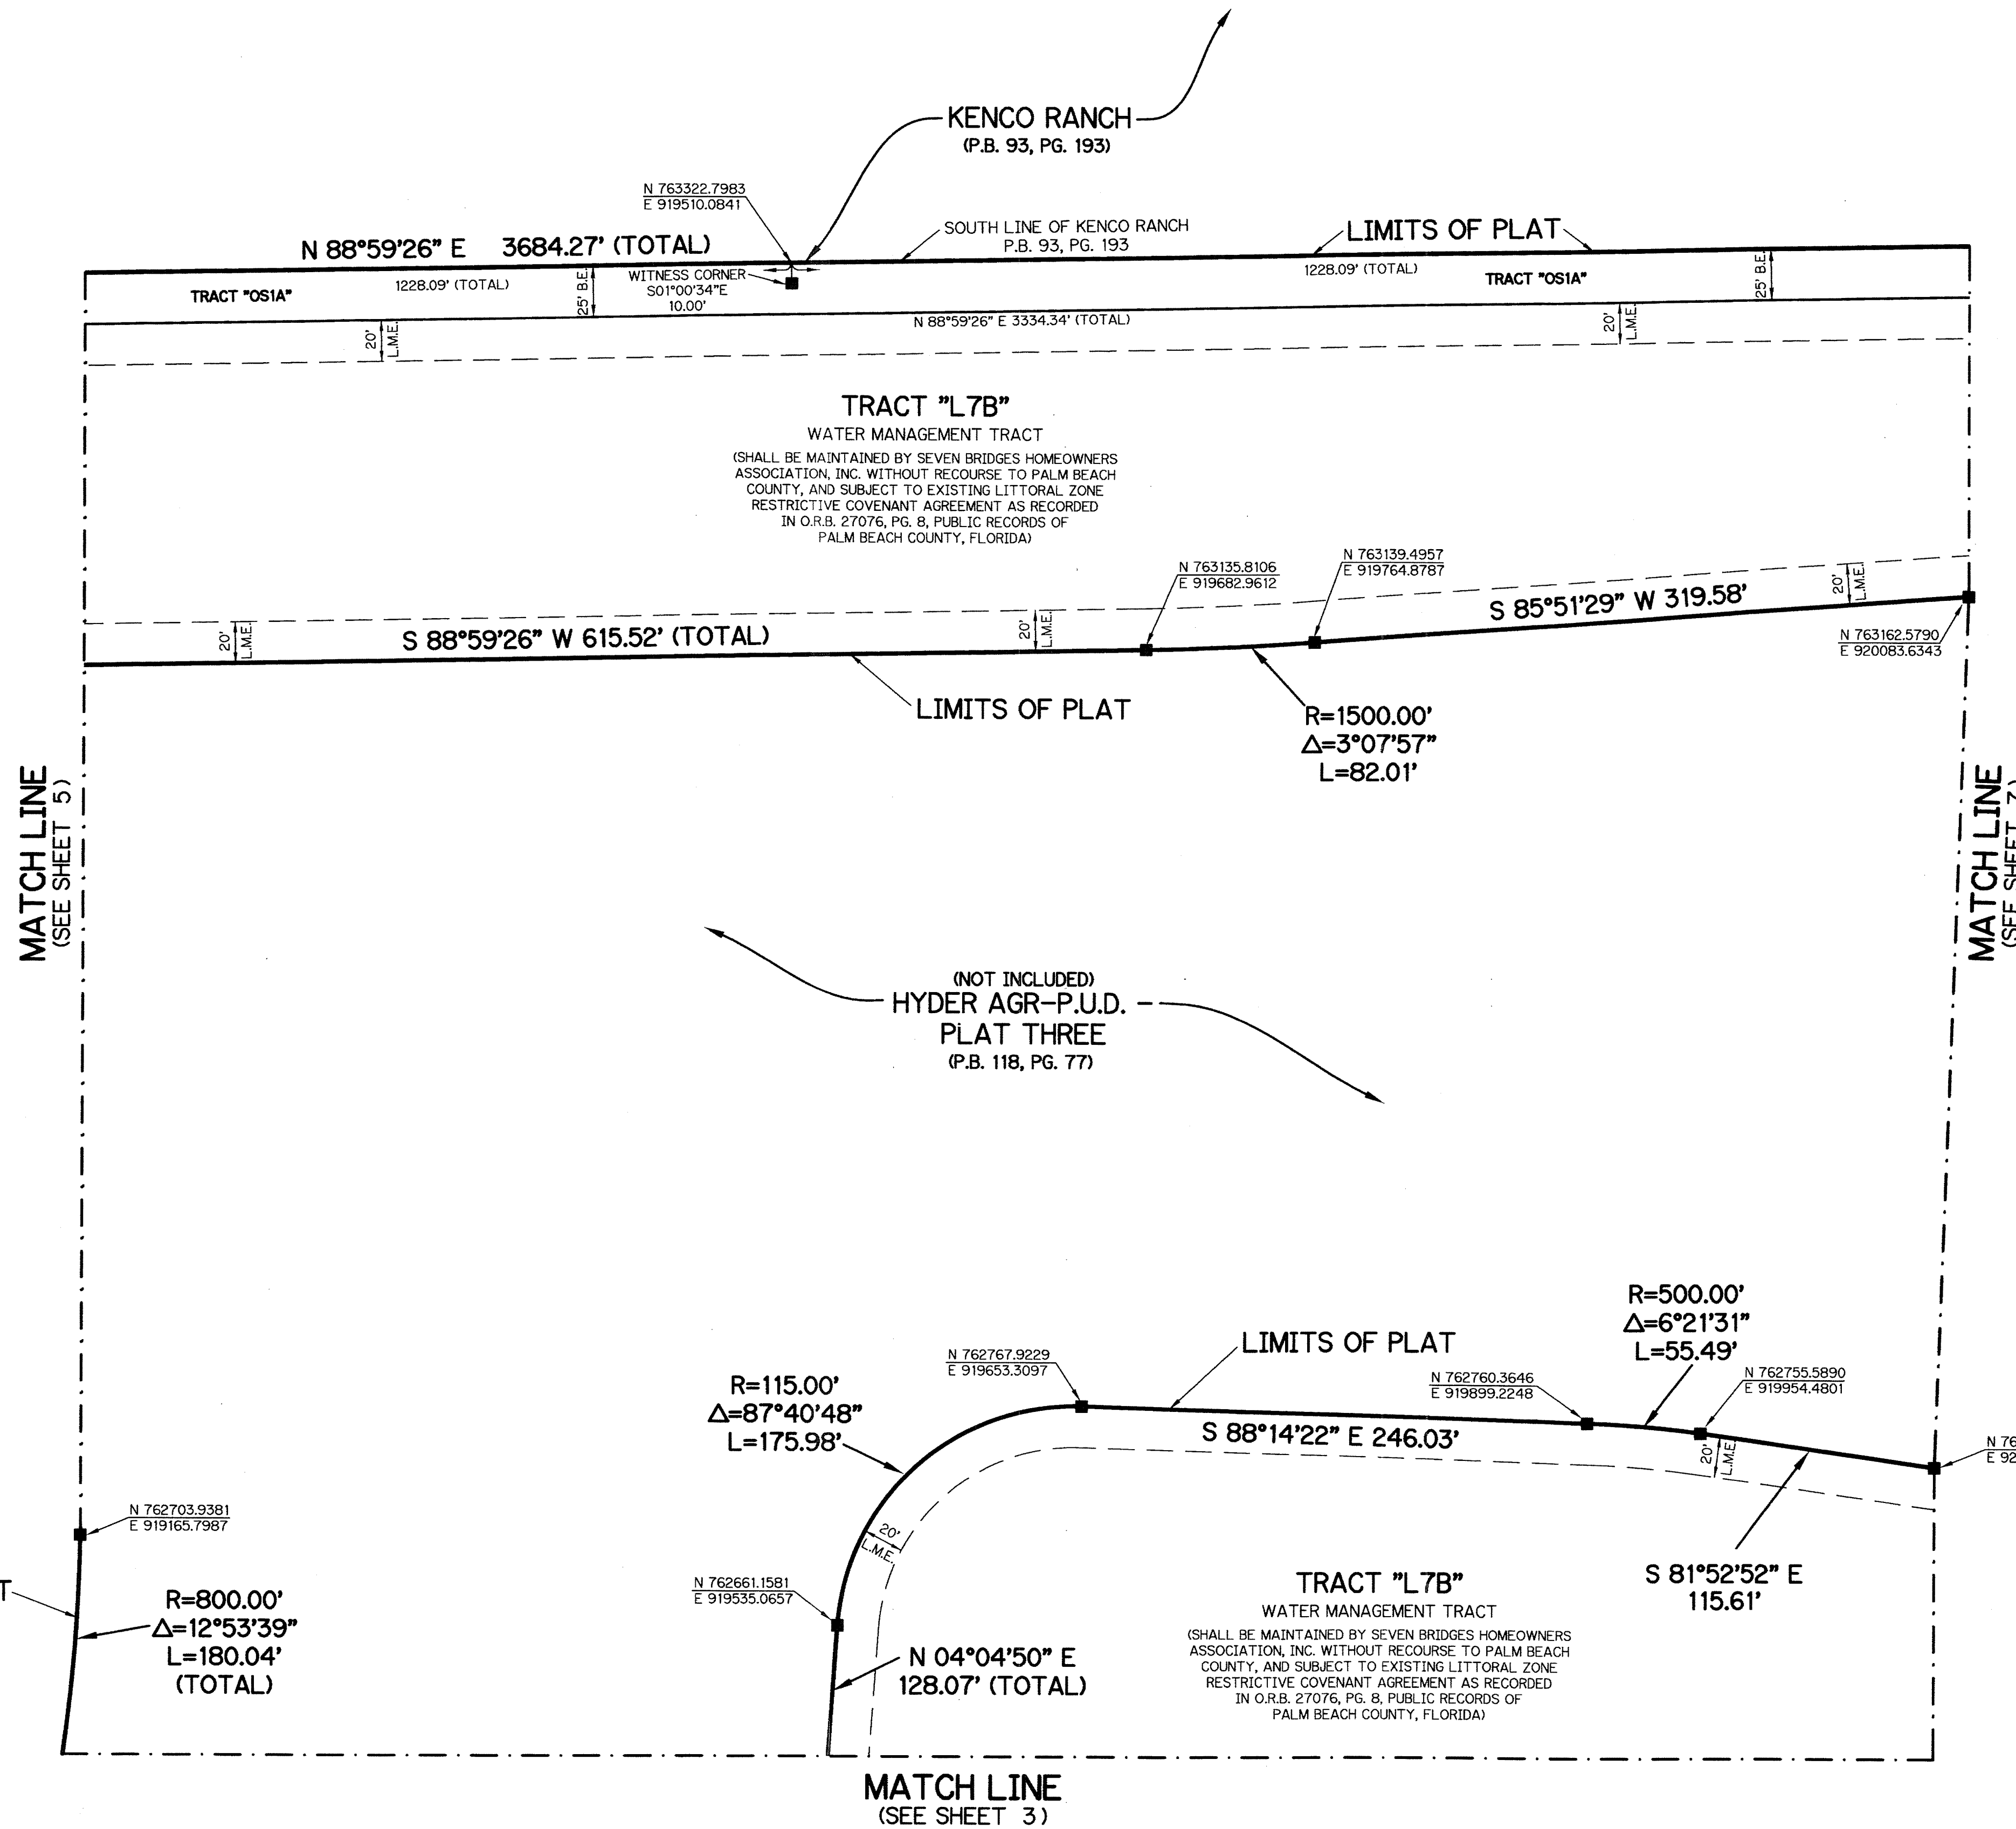 KENCO RANCH
(P.B. 93, PG. 193)
N 763322.7983
E 919510.0841
N 88°59'26" E 3684.27' (TOTAL)
SOUTH LINE OF KENCO RANCH
P.B. 93, PG. 193
LIMITS OF PLAT
TRACT "OS1A"
1228.09' (TOTAL)
25' B.E.
WITNESS CORNER
S01°00'34"E
10.00'
1228.09' (TOTAL)
TRACT "OS1A"
25' B.E.
N 88°59'26" E 3334.34' (TOTAL)
20'
L.M.E.
20'
L.M.E.
TRACT "L7B"
WATER MANAGEMENT TRACT
(SHALL BE MAINTAINED BY SEVEN BRIDGES HOMEOWNERS
ASSOCIATION, INC. WITHOUT RECOURSE TO PALM BEACH
COUNTY, AND SUBJECT TO EXISTING LITTORAL ZONE
RESTRICTIVE COVENANT AGREEMENT AS RECORDED
IN O.R.B. 27076, PG. 8, PUBLIC RECORDS OF
PALM BEACH COUNTY, FLORIDA)
N 763135.8106
E 919682.9612
N 763139.4957
E 919764.8787
20'
L.M.E.
S 88°59'26" W 615.52' (TOTAL)
20'
L.M.E.
S 85°51'29" W 319.58'
20'
L.M.E.
N 763162.5790
E 920083.6343
LIMITS OF PLAT
R=1500.00'
Δ=3°07'57"
L=82.01'
MATCH LINE
(SEE SHEET 5)
MATCH LINE
(SEE SHEET 7)
(NOT INCLUDED)
HYDER AGR-P.U.D. -
PLAT THREE
(P.B. 118, PG. 77)
R=500.00'
Δ=6°21'31"
L=55.49'
LIMITS OF PLAT
N 762767.9229
E 919653.3097
N 762760.3646
E 919899.2248
N 762755.5890
E 919954.4801
R=115.00'
Δ=87°40'48"
L=175.98'
S 88°14'22" E 246.03'
20'
L.M.E.
N 76
E 92
N 762703.9381
E 919165.7987
20'
L.M.E.
S 81°52'52" E
115.61'
N 762661.1581
E 919535.0657
T
R=800.00'
Δ=12°53'39"
L=180.04'
(TOTAL)
N 04°04'50" E
128.07' (TOTAL)
TRACT "L7B"
WATER MANAGEMENT TRACT
(SHALL BE MAINTAINED BY SEVEN BRIDGES HOMEOWNERS
ASSOCIATION, INC. WITHOUT RECOURSE TO PALM BEACH
COUNTY, AND SUBJECT TO EXISTING LITTORAL ZONE
RESTRICTIVE COVENANT AGREEMENT AS RECORDED
IN O.R.B. 27076, PG. 8, PUBLIC RECORDS OF
PALM BEACH COUNTY, FLORIDA)
MATCH LINE
(SEE SHEET 3)